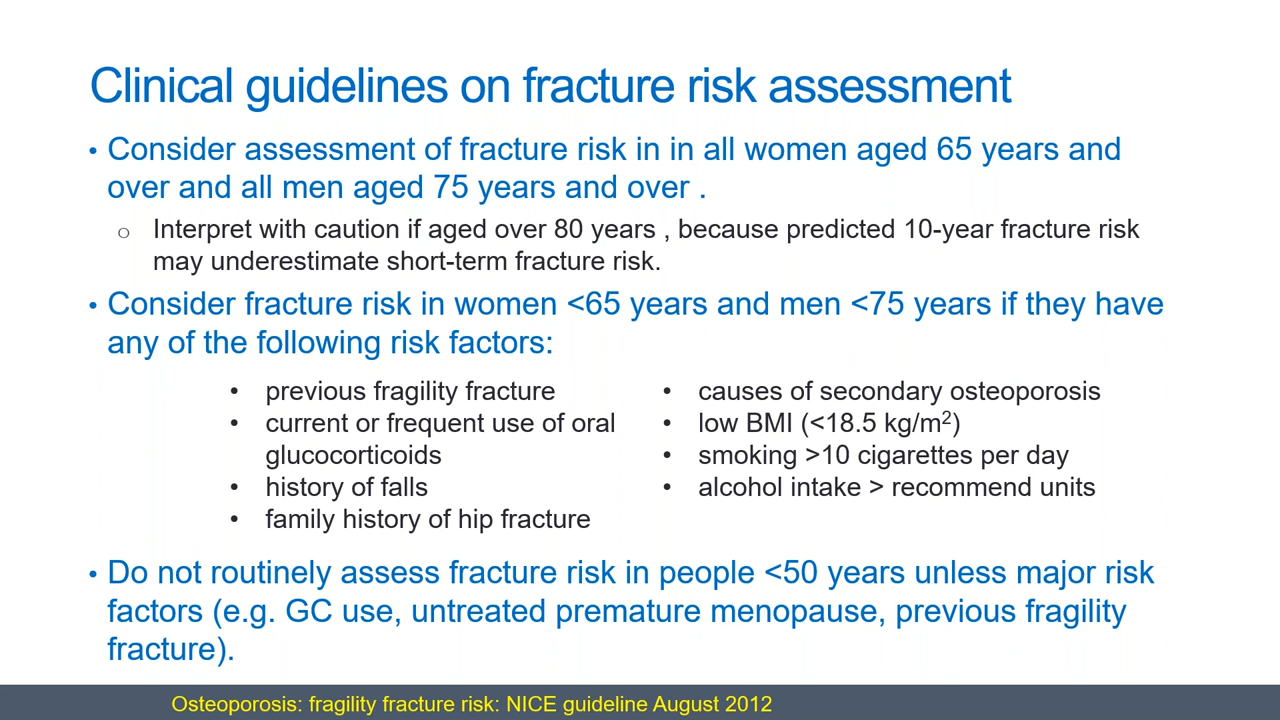 Clinical guidelines on fracture risk assessment
• Consider assessment of fracture risk in in all women aged 65 years and
over and all men aged 75 years and over .
○ Interpret with caution if aged over 80 years , because predicted 10-year fracture risk
may underestimate short-term fracture risk.
• Consider fracture risk in women <65 years and men <75 years if they have
any of the following risk factors:
• previous fragility fracture
• current or frequent use of oral
glucocorticoids
• history of falls
• family history of hip fracture
• causes of secondary osteoporosis
• low BMI (<18.5 kg/m²)
• smoking >10 cigarettes per day
• alcohol intake > recommend units
• Do not routinely assess fracture risk in people <50 years unless major risk
factors (e.g. GC use, untreated premature menopause, previous fragility
fracture).
Osteoporosis: fragility fracture risk: NICE guideline August 2012